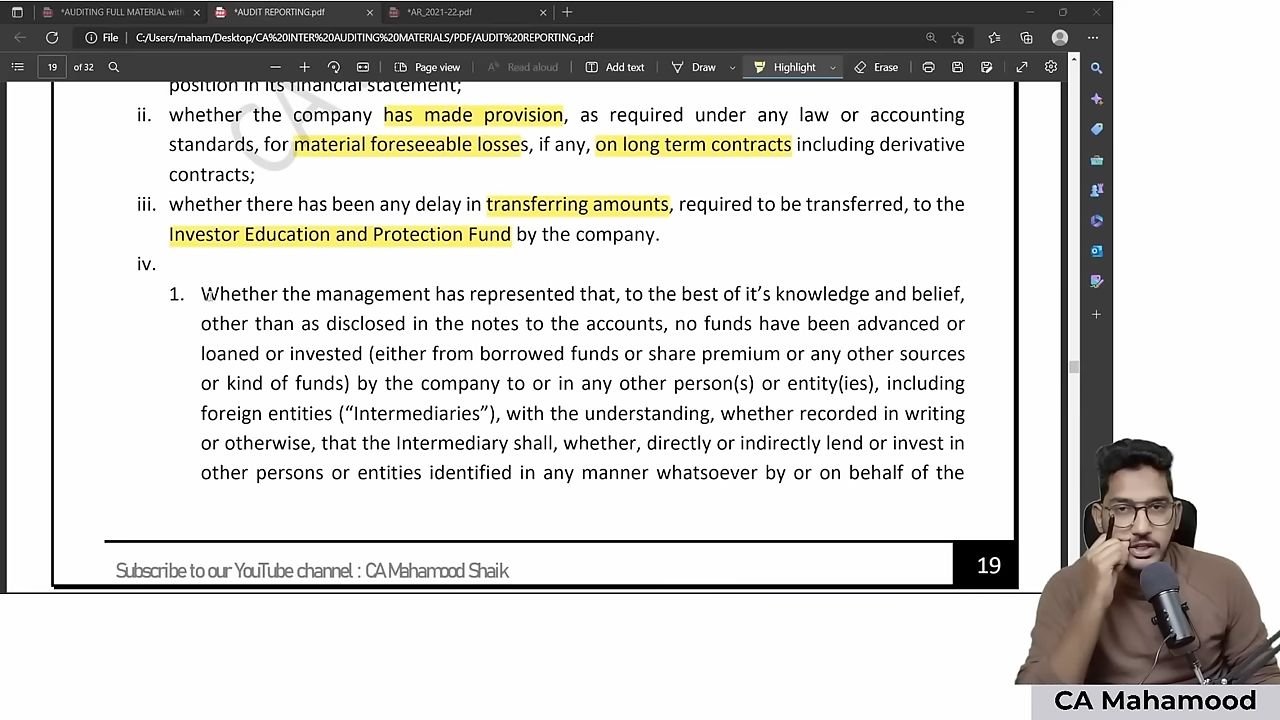 *AUDITING FULL MATERIAL with
*AUDIT REPORTING.pdf
*AR_2021-22.pdf
File
C:/Users/maham/Desktop/CA%20INTER%20AUDITING%20MATERIALS/PDF/AUDIT%20REPORTING.pdf
19 of 32
Page view
Read aloud
Add text
Draw
Highlight
Erase
position in its financial statement;
ii. whether the company has made provision, as required under any law or accounting
standards, for material foreseeable losses, if any, on long term contracts including derivative
contracts;
iii. whether there has been any delay in transferring amounts, required to be transferred, to the
Investor Education and Protection Fund by the company.
iv.
1. Whether the management has represented that, to the best of it’s knowledge and belief,
other than as disclosed in the notes to the accounts, no funds have been advanced or
loaned or invested (either from borrowed funds or share premium or any other sources
or kind of funds) by the company to or in any other person(s) or entity(ies), including
foreign entities (“Intermediaries”), with the understanding, whether recorded in writing
or otherwise, that the Intermediary shall, whether, directly or indirectly lend or invest in
other persons or entities identified in any manner whatsoever by or on behalf of the
Subscribe to our YouTube channel : CA Mahamood Shaik
19
CA Mahamood